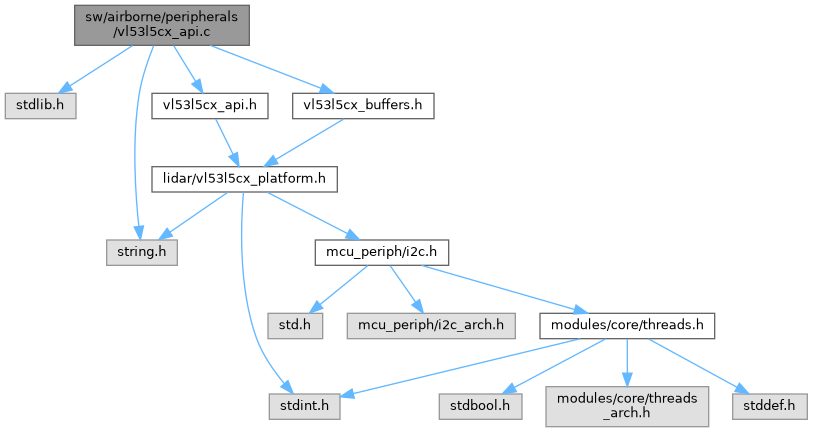 sw/airborne/peripherals
/vl53l5cx_api.c
stdlib.h
vl53l5cx_api.h
vl53l5cx_buffers.h
lidar/vl53l5cx_platform.h
string.h
mcu_periph/i2c.h
std.h
mcu_periph/i2c_arch.h
modules/core/threads.h
stdint.h
stdbool.h
modules/core/threads
_arch.h
stddef.h